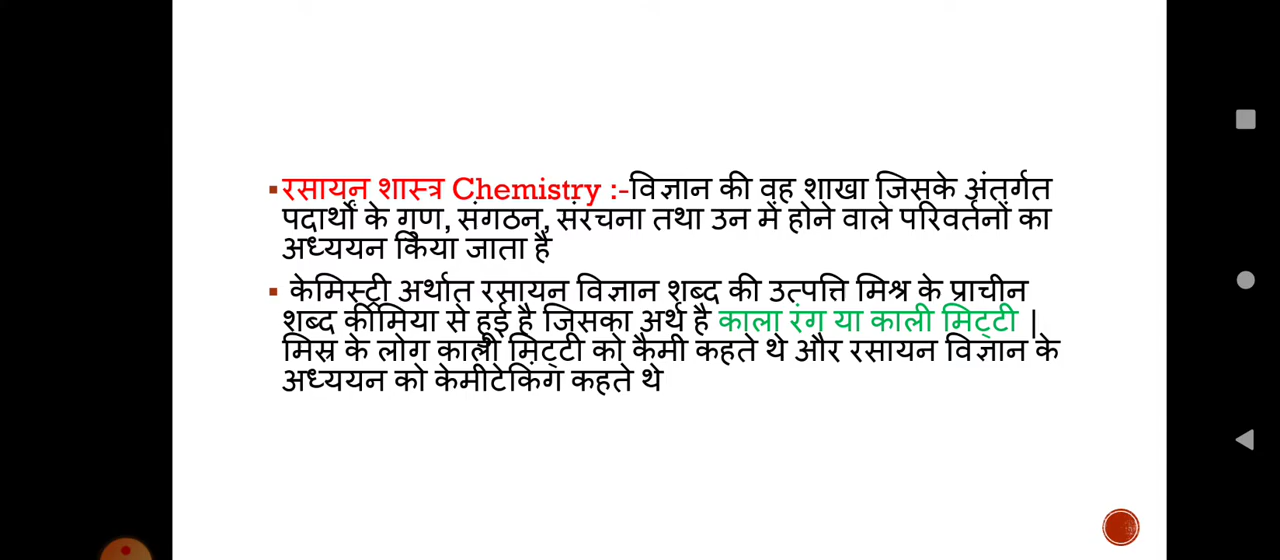 ▪रसायन शास्त्र Chemistry :-विज्ञान की वह शाखा जिसके अंतर्गत
पदार्थों के गुण, संगठन, संरचना तथा उन में होने वाले परिवर्तनों का
अध्ययन किया जाता है
▪ केमिस्ट्री अर्थात रसायन विज्ञान शब्द की उत्पत्ति मिश्र के प्राचीन
शब्द कीमिया से हुई है जिसका अर्थ है काला रंग या काली मिट्टी |
मिस्र के लोग काली मिट्टी को कैमी कहते थे और रसायन विज्ञान के
अध्ययन को केमीटेकिंग कहते थे